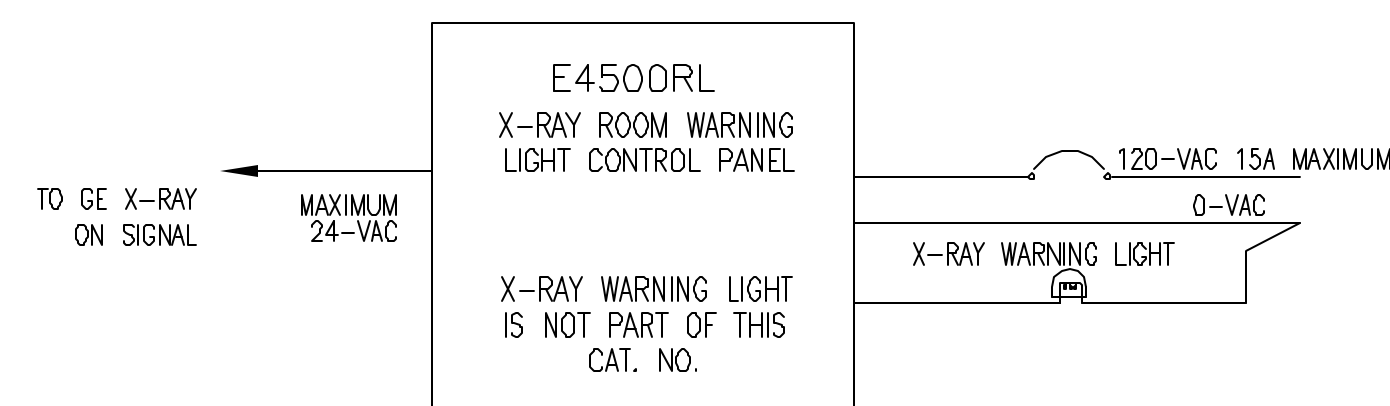 E4500RL
X-RAY ROOM WARNING
LIGHT CONTROL PANEL
120-VAC 15A MAXIMUM
TO GE X-RAY
ON SIGNAL
MAXIMUM
24-VAC
0-VAC
X-RAY WARNING LIGHT
X-RAY WARNING LIGHT
IS NOT PART OF THIS
CAT. NO.